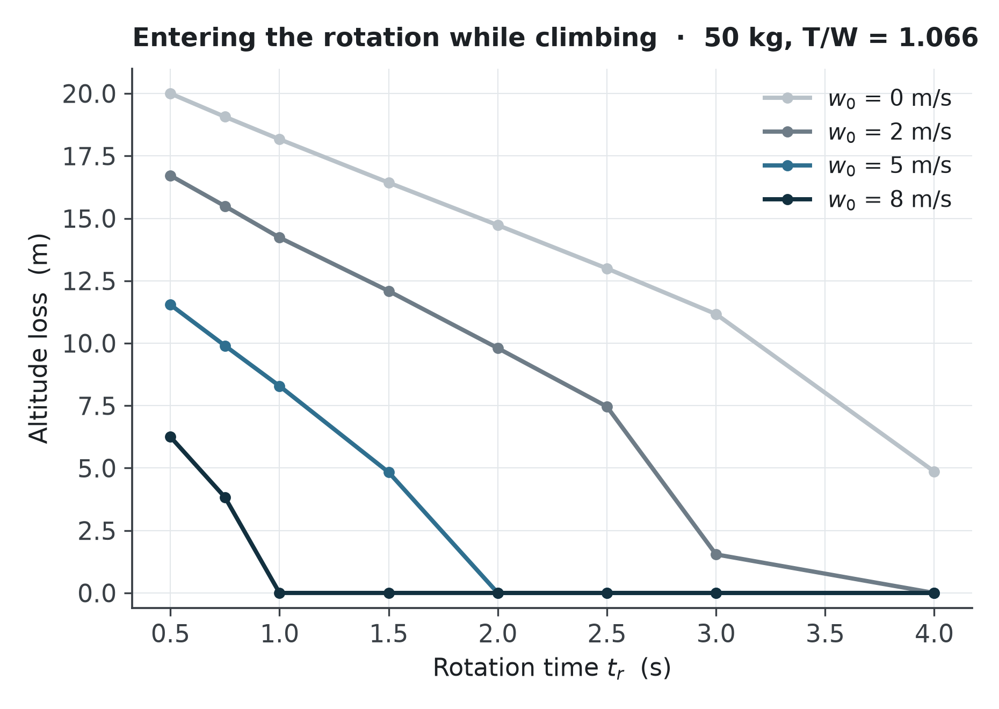 Entering the rotation while climbing · 50 kg, T/W = 1.066
w₀ = 0 m/s
w₀ = 2 m/s
w₀ = 5 m/s
w₀ = 8 m/s
Altitude loss (m)
20.0
17.5
15.0
12.5
10.0
7.5
5.0
2.5
0.0
0.5 1.0 1.5 2.0 2.5 3.0 3.5 4.0
Rotation time tᵣ (s)